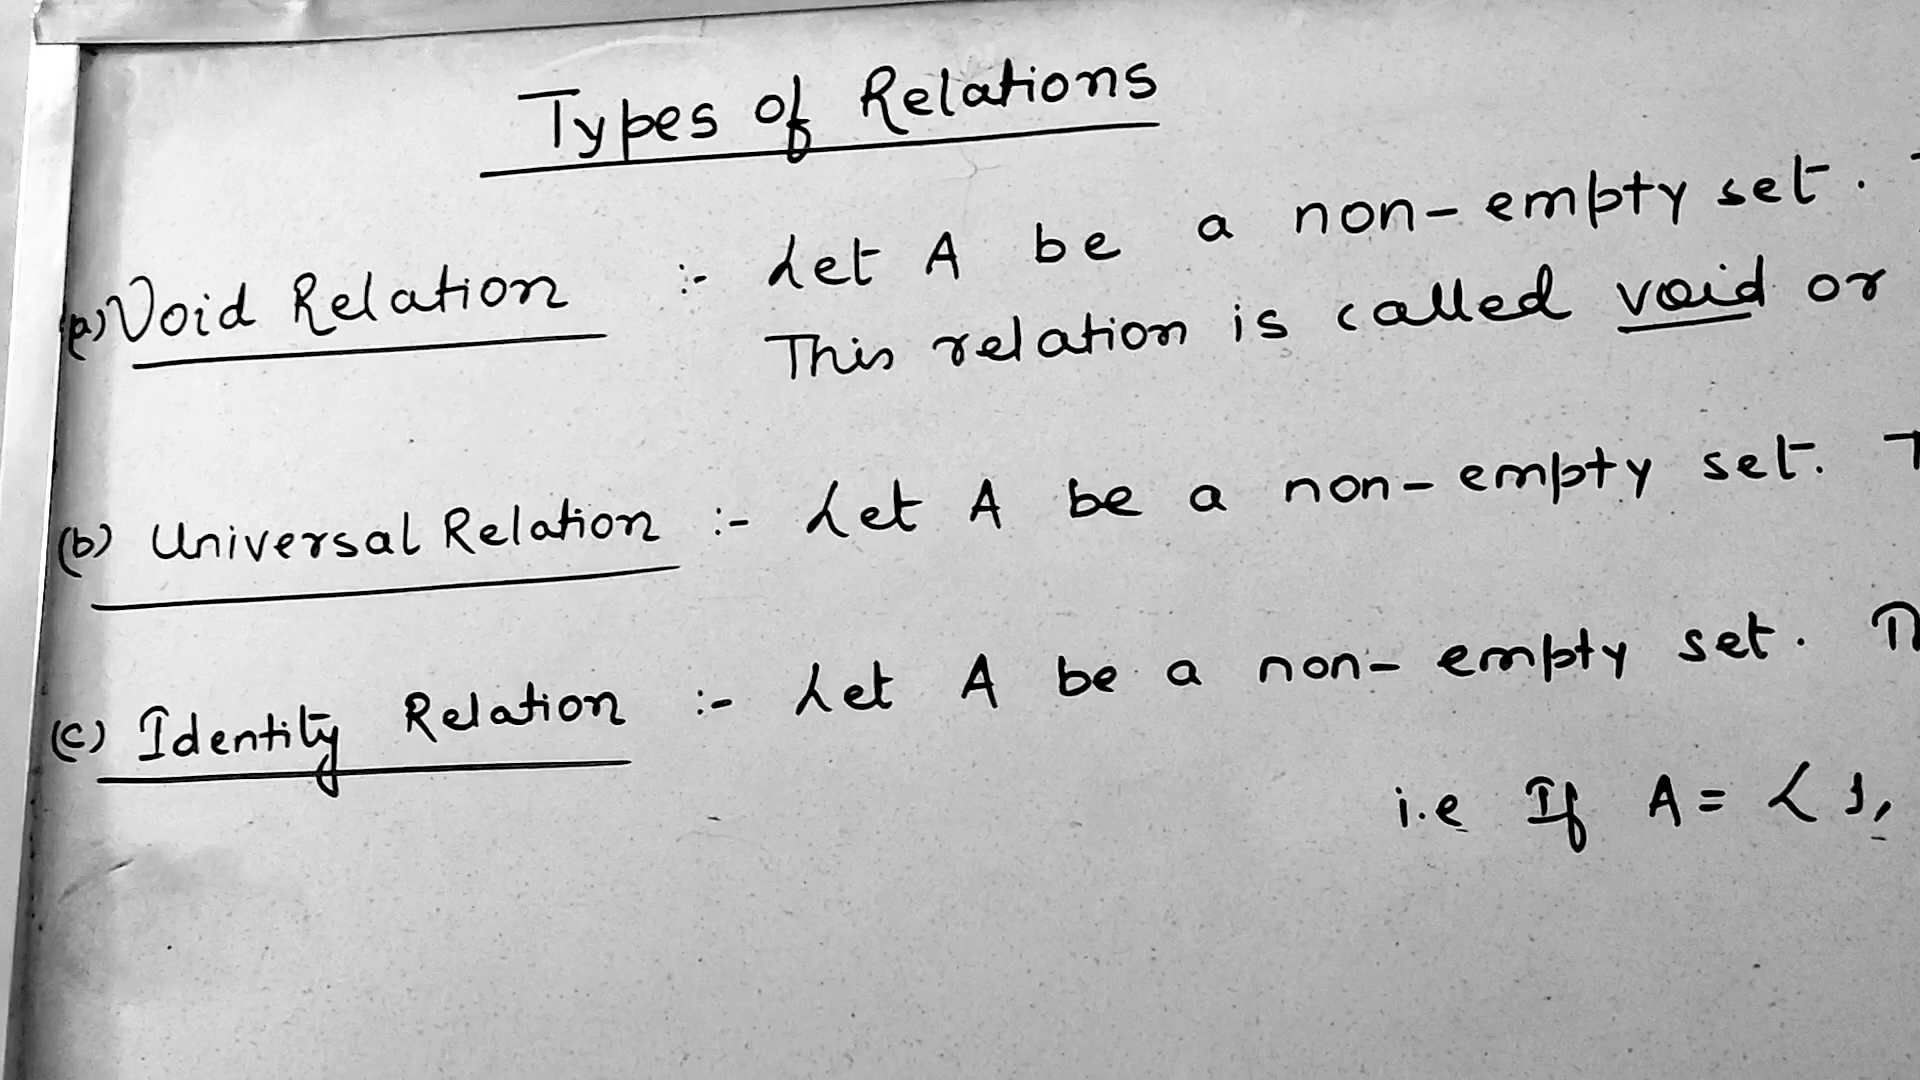 Types of Relations
(a) Void Relation :- Let A be a non-empty set.
This relation is called void or
(b) Universal Relation :- Let A be a non-empty set.
(c) Identity Relation :- Let A be a non-empty set.
i.e If A = { 1,